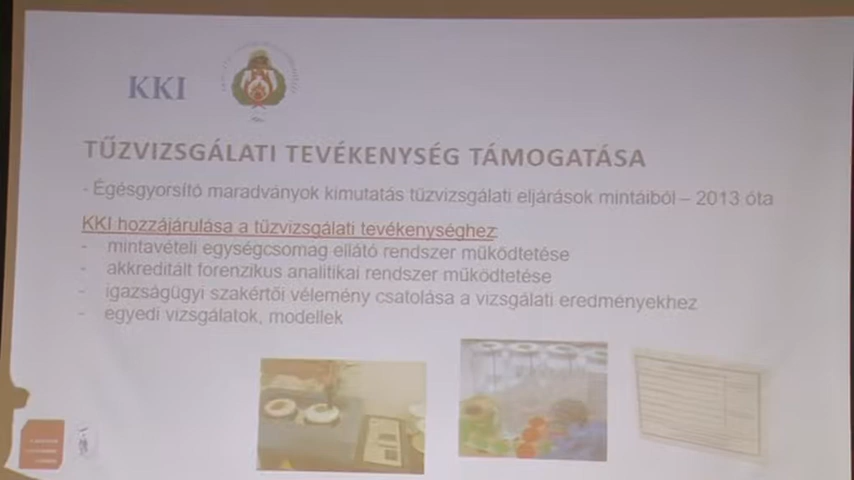 KKI
TŰZVIZSGÁLATI TEVÉKENYSÉG TÁMOGATÁSA
- Égésgyorsító maradványok kimutatás tűzvizsgálati eljárások mintáiból – 2013 óta
KKI hozzájárulása a tűzvizsgálati tevékenységhez
- mintavételi egységcsomag ellátó rendszer működtetése
- akkreditált forenzikus analitikai rendszer működtetése
- igazságügyi szakértői vélemény csatolása a vizsgálati eredményekhez
- egyedi vizsgálatok, modellek